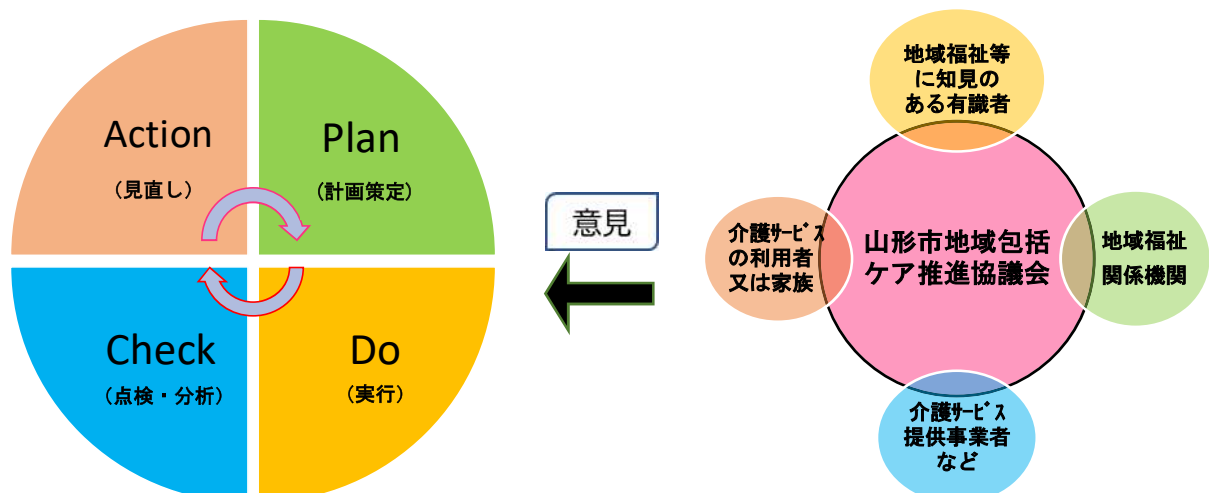 Action
（見直し）
Plan
（計画策定）
Check
（点検・分析）
Do
（実行）
意見
地域福祉等
に知見の
ある有識者
介護ｻｰﾋﾞｽ
の利用者
又は家族
山形市地域包括
ケア推進協議会
地域福祉
関係機関
介護ｻｰﾋﾞｽ
提供事業者
など